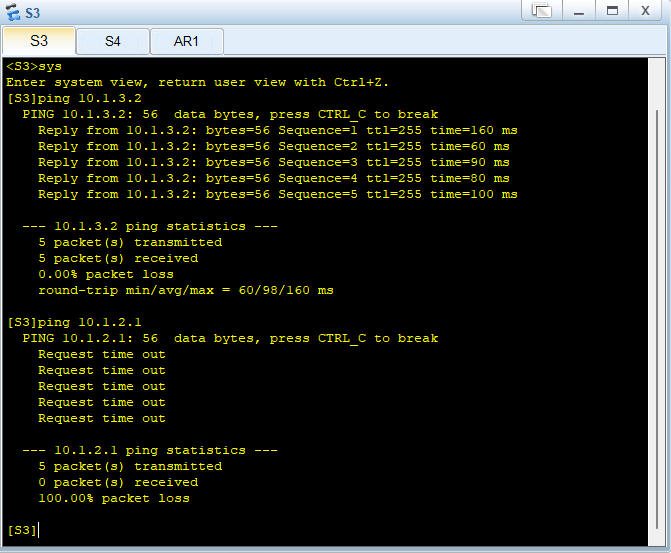 S3
S3 S4 AR1
<S3>sys
Enter system view, return user view with Ctrl+Z.
[S3]ping 10.1.3.2
  PING 10.1.3.2: 56  data bytes, press CTRL_C to break
    Reply from 10.1.3.2: bytes=56 Sequence=1 ttl=255 time=160 ms
    Reply from 10.1.3.2: bytes=56 Sequence=2 ttl=255 time=60 ms
    Reply from 10.1.3.2: bytes=56 Sequence=3 ttl=255 time=90 ms
    Reply from 10.1.3.2: bytes=56 Sequence=4 ttl=255 time=80 ms
    Reply from 10.1.3.2: bytes=56 Sequence=5 ttl=255 time=100 ms

  --- 10.1.3.2 ping statistics ---
    5 packet(s) transmitted
    5 packet(s) received
    0.00% packet loss
    round-trip min/avg/max = 60/98/160 ms

[S3]ping 10.1.2.1
  PING 10.1.2.1: 56  data bytes, press CTRL_C to break
    Request time out
    Request time out
    Request time out
    Request time out
    Request time out

  --- 10.1.2.1 ping statistics ---
    5 packet(s) transmitted
    0 packet(s) received
    100.00% packet loss

[S3]